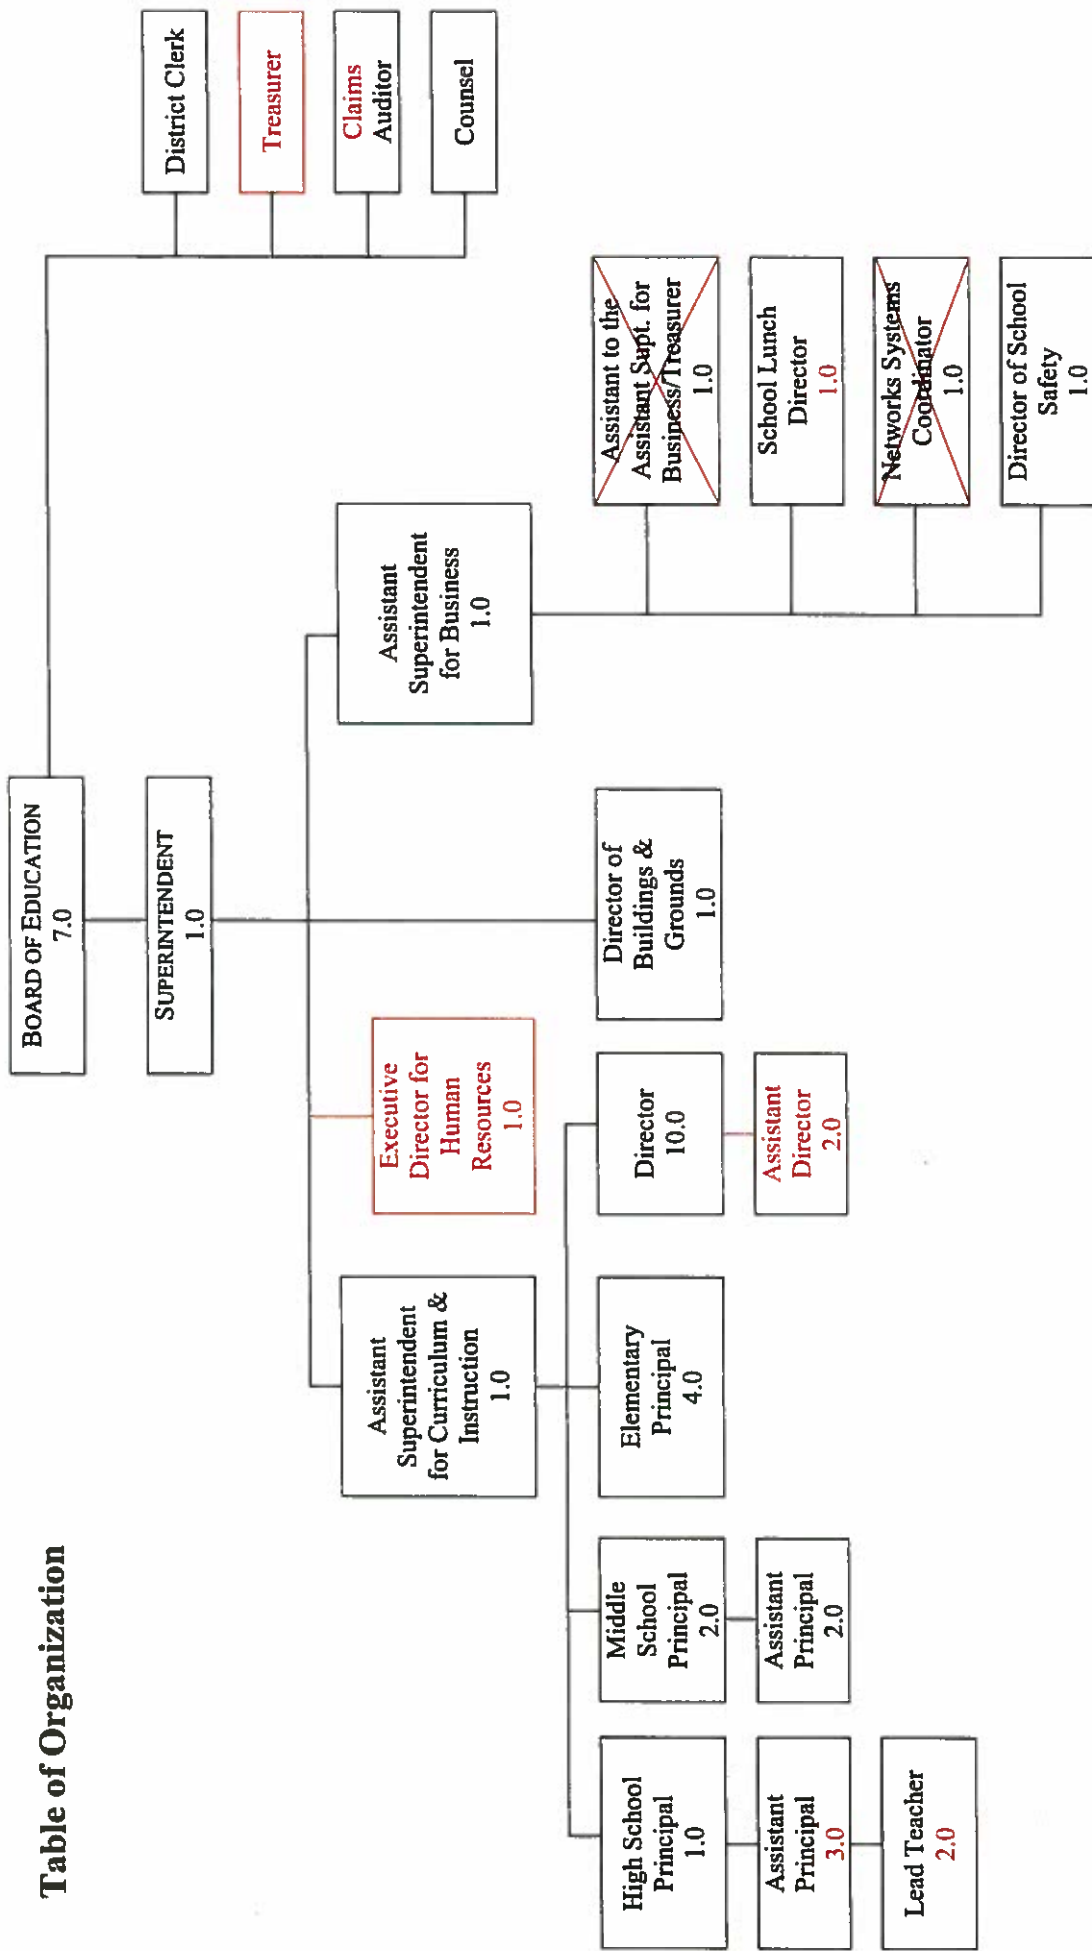 Table of Organization
BOARD OF EDUCATION
7.0
SUPERINTENDENT
1.0
District Clerk
Treasurer
Claims
Auditor
Counsel
Assistant
Superintendent
for Curriculum &
Instruction
1.0
Executive
Director for
Human
Resources
1.0
Assistant
Superintendent
for Business
1.0
High School
Principal
1.0
Middle
School
Principal
2.0
Elementary
Principal
4.0
Director
10.0
Director of
Buildings &
Grounds
1.0
Assistant to the
Assistant Supt. for
Business/Treasurer
1.0
Assistant
Principal
3.0
Assistant
Principal
2.0
Assistant
Director
2.0
School Lunch
Director
1.0
Lead Teacher
2.0
Networks Systems
Coordinator
1.0
Director of School
Safety
1.0